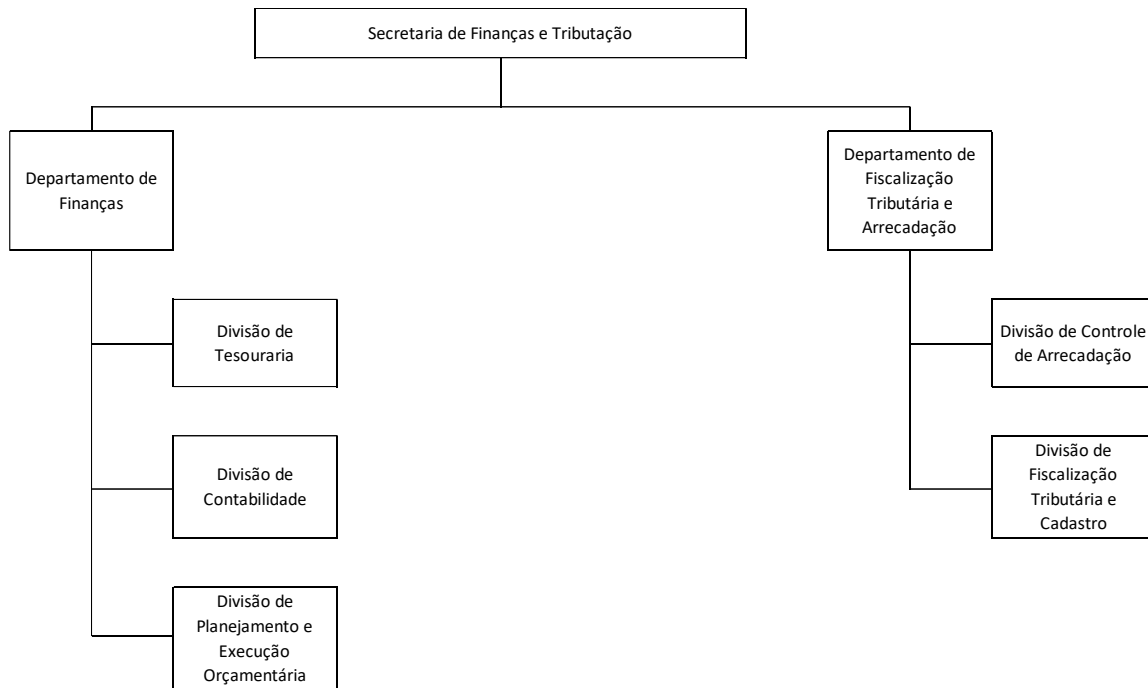 Secretaria de Finanças e Tributação
Departamento de
Finanças
Departamento de
Fiscalização
Tributária e
Arrecadação
Divisão de
Tesouraria
Divisão de Controle
de Arrecadação
Divisão de
Contabilidade
Divisão de
Fiscalização
Tributária e
Cadastro
Divisão de
Planejamento e
Execução
Orçamentária